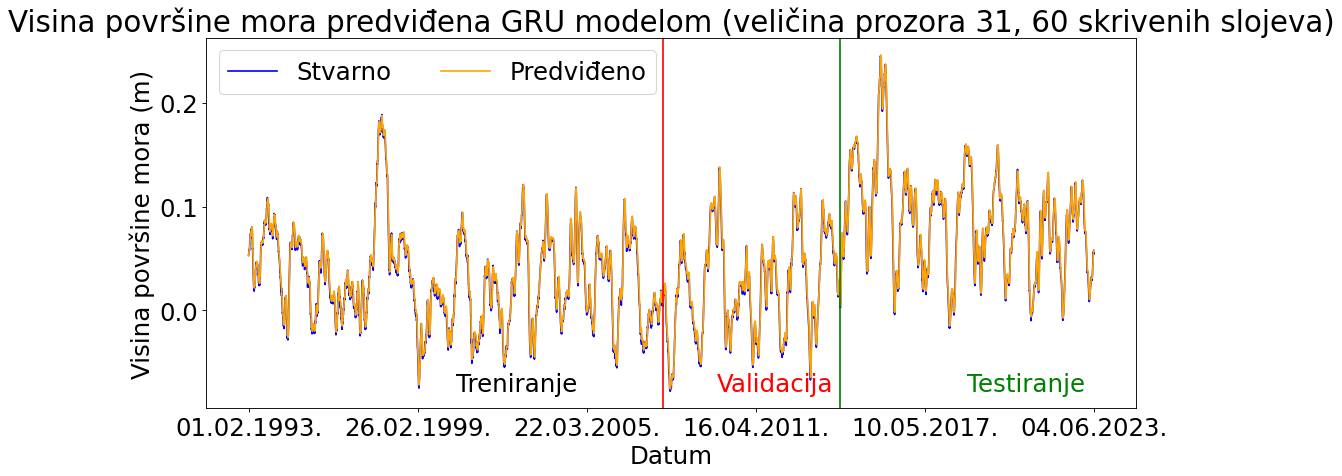 Visina površine mora predviđena GRU modelom (veličina prozora 31, 60 skrivenih slojeva)
Stvarno
Predviđeno
Visina površine mora (m)
0.2
0.1
0.0
Treniranje
Validacija
Testiranje
01.02.1993.
26.02.1999.
22.03.2005.
16.04.2011.
10.05.2017.
04.06.2023.
Datum